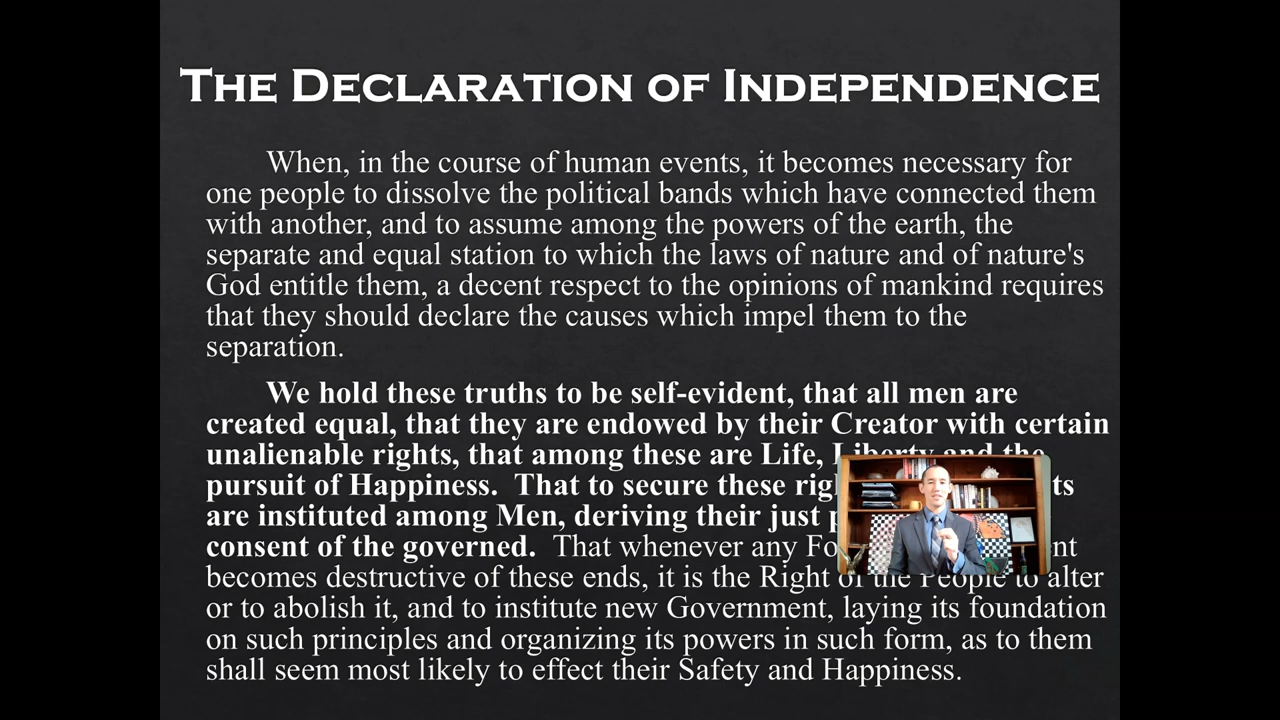 THE DECLARATION OF INDEPENDENCE
When, in the course of human events, it becomes necessary for
one people to dissolve the political bands which have connected them
with another, and to assume among the powers of the earth, the
separate and equal station to which the laws of nature and of nature's
God entitle them, a decent respect to the opinions of mankind requires
that they should declare the causes which impel them to the
separation.
We hold these truths to be self-evident, that all men are
created equal, that they are endowed by their Creator with certain
unalienable rights, that among these are Life, Liberty and the
pursuit of Happiness. That to secure these
are instituted among Men, deriving their just
consent of the governed. That whenever any
becomes destructive of these ends, it is the Right of the People to alter
or to abolish it, and to institute new Government, laying its foundation
on such principles and organizing its powers in such form, as to them
shall seem most likely to effect their Safety and Happiness.